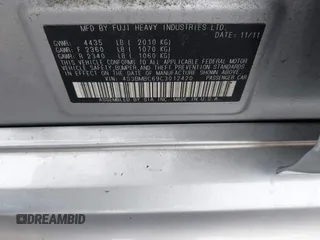 MFD. BY FUJI HEAVY INDUSTRIES LTD. 11/11
GVWR: 4435 LB ( 2010 KG)
GAWR: F 2360 LB ( 1070 KG)
GAWR: R 2340 LB ( 1060 KG)
THIS VEHICLE CONFORMS TO ALL APPLICABLE FEDERAL
MOTOR VEHICLE SAFETY, BUMPER, AND THEFT PREVENTION
STANDARDS IN EFFECT ON THE DATE OF MANUFACTURE
SHOWN ABOVE.
PASSENGER CAR
ASSEMBLED BY SIA, INC. MADE IN U.S.A.
DREAMBID